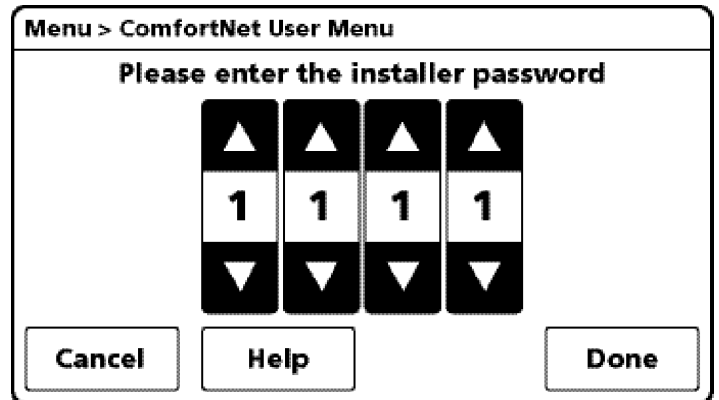 Menu > ComfortNet User Menu
Please enter the installer password
1 1 1 1
Cancel Help Done